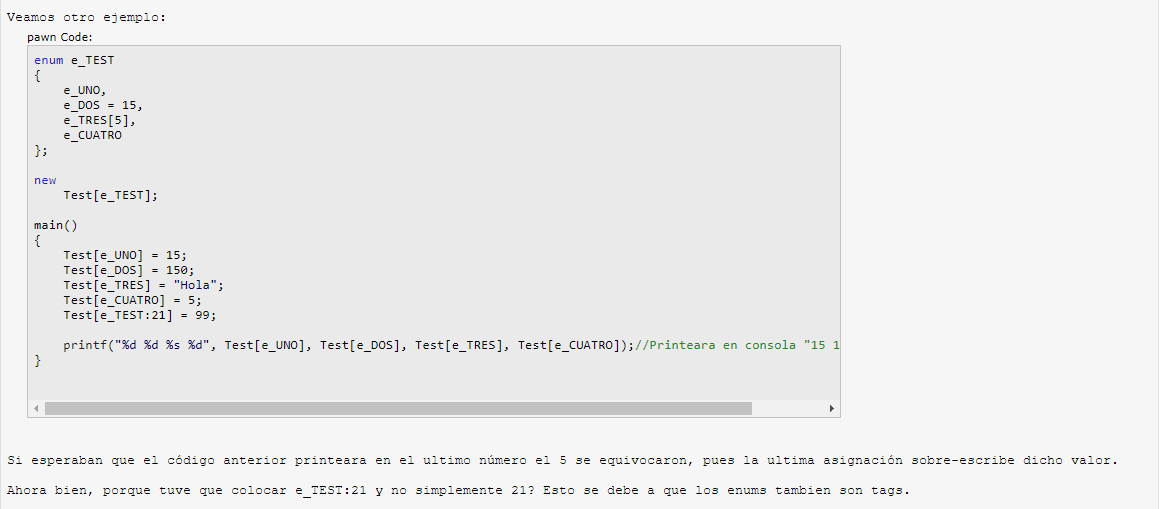 Veamos otro ejemplo:
pawn Code:
enum e_TEST
{
    e_UNO,
    e_DOS = 15,
    e_TRES[5],
    e_CUATRO
};
new
    Test[e_TEST];
main()
{
    Test[e_UNO] = 15;
    Test[e_DOS] = 150;
    Test[e_TRES] = "Hola";
    Test[e_CUATRO] = 5;
    Test[e_TEST:21] = 99;
    printf("%d %d %s %d", Test[e_UNO], Test[e_DOS], Test[e_TRES], Test[e_CUATRO]);//Printeara en consola "15 1
}
Si esperaban que el código anterior printeara en el ultimo número el 5 se equivocaron, pues la ultima asignación sobre-escribe dicho valor.
Ahora bien, porque tuve que colocar e_TEST:21 y no simplemente 21? Esto se debe a que los enums tambien son tags.